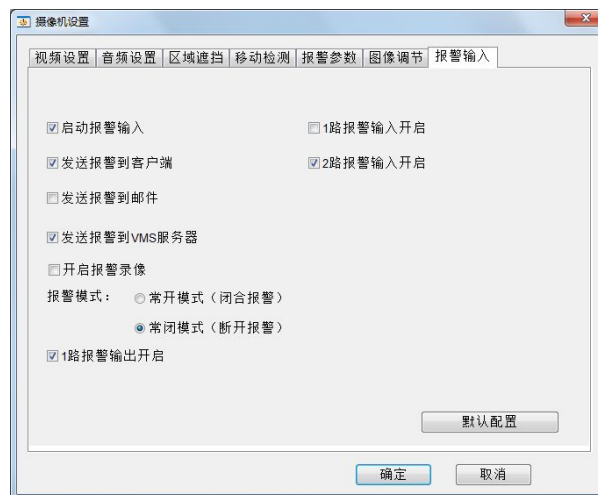 摄像机设置
视频设置 音频设置 区域遮挡 移动检测 报警参数 图像调节 报警输入
启动报警输入 1路报警输入开启
发送报警到客户端 2路报警输入开启
发送报警到邮件
发送报警到VMS服务器
开启报警录像
报警模式： 常开模式（闭合报警）
常闭模式（断开报警）
1路报警输出开启
默认配置
确定 取消